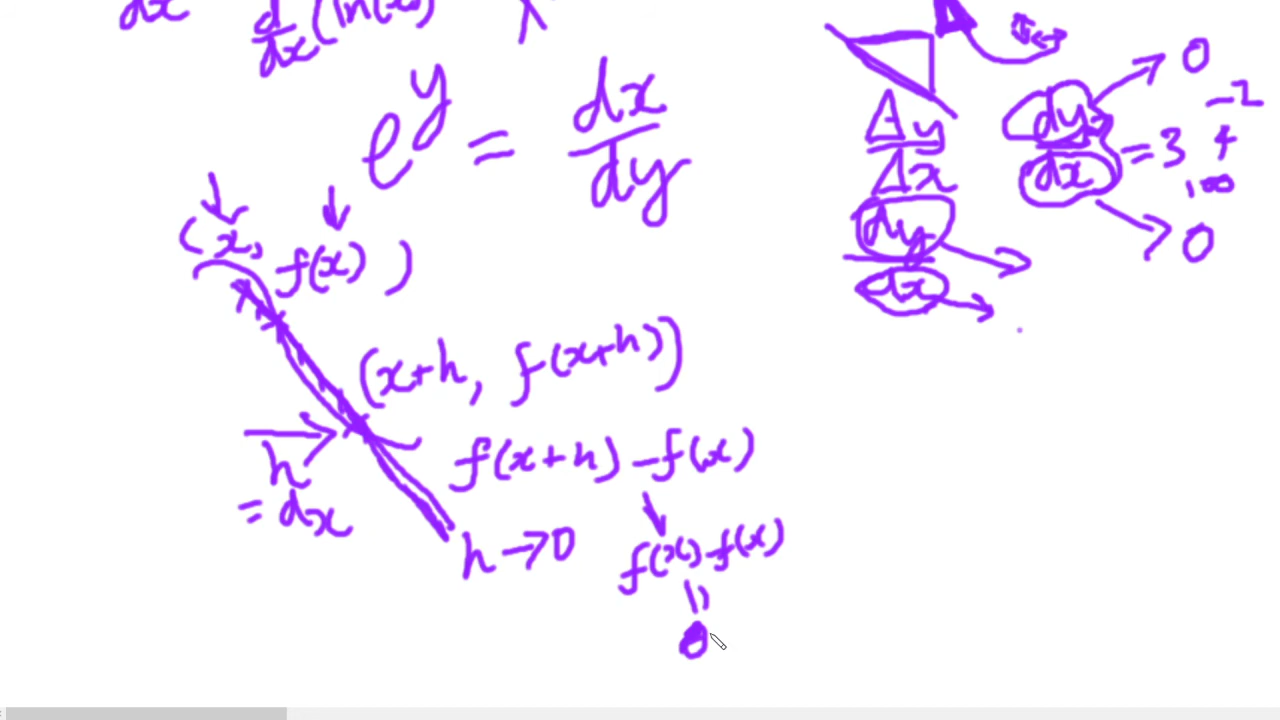 dx d/dx(ln(x))
e^y = dx/dy
(x, f(x))
(x+h, f(x+h))
h
= dx
f(x+h) - f(x)
h→0
f(x)-f(x)
=
0
Δy/Δx
dy/dx
dy/dx = 3
0
0
-2
4
100